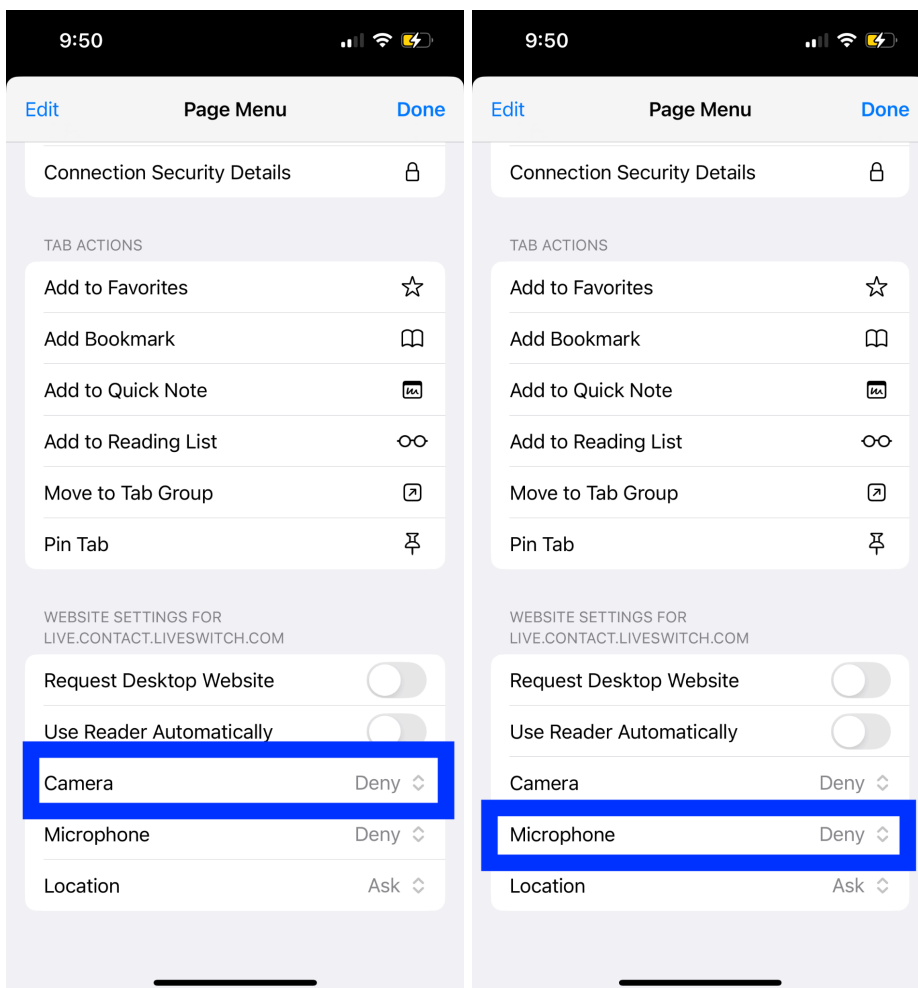 9:50
Edit
Page Menu
Done
Connection Security Details
TAB ACTIONS
Add to Favorites
Add Bookmark
Add to Quick Note
Add to Reading List
Move to Tab Group
Pin Tab
WEBSITE SETTINGS FOR
LIVE.CONTACT.LIVESWITCH.COM
Request Desktop Website
Use Reader Automatically
Camera Deny
Microphone Deny
Location Ask
9:50
Edit
Page Menu
Done
Connection Security Details
TAB ACTIONS
Add to Favorites
Add Bookmark
Add to Quick Note
Add to Reading List
Move to Tab Group
Pin Tab
WEBSITE SETTINGS FOR
LIVE.CONTACT.LIVESWITCH.COM
Request Desktop Website
Use Reader Automatically
Camera Deny
Microphone Deny
Location Ask